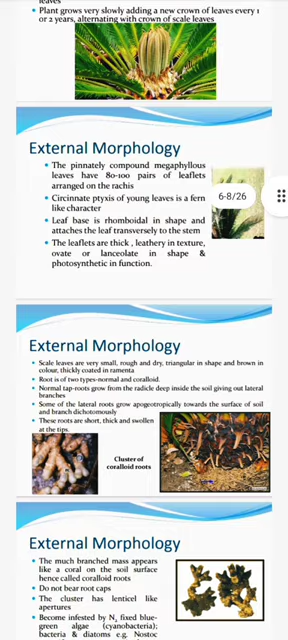 leaves
• Plant grows very slowly adding a new crown of leaves every 1
or 2 years, alternating with crown of scale leaves
External Morphology
• The pinnately compound megaphyllous
leaves have 80-100 pairs of leaflets
arranged on the rachis
• Circinnate ptyxis of young leaves is a fern
like character
6-8/26
• Leaf base is rhomboidal in shape and
attaches the leaf transversely to the stem
• The leaflets are thick , leathery in texture,
ovate or lanceolate in shape &
photosynthetic in function.
External Morphology
• Scale leaves are very small, rough and dry, triangular in shape and brown in
colour, thickly coated in ramenta
• Root is of two types-normal and coralloid.
• Normal tap-roots grow from the radicle deep inside the soil giving out lateral
branches
• Some of the lateral roots grow apogeotropically towards the surface of soil
and branch dichotomously
• These roots are short, thick and swollen
at the tips.
Cluster of
coralloid roots
External Morphology
• The much branched mass appears
like a coral on the soil surface
hence called coralloid roots
• Do not bear root caps
• The cluster has lenticel like
apertures
• Become infested by N₂ fixed blue-
green algae (cyanobacteria);
bacteria & diatoms e.g. Nostoc